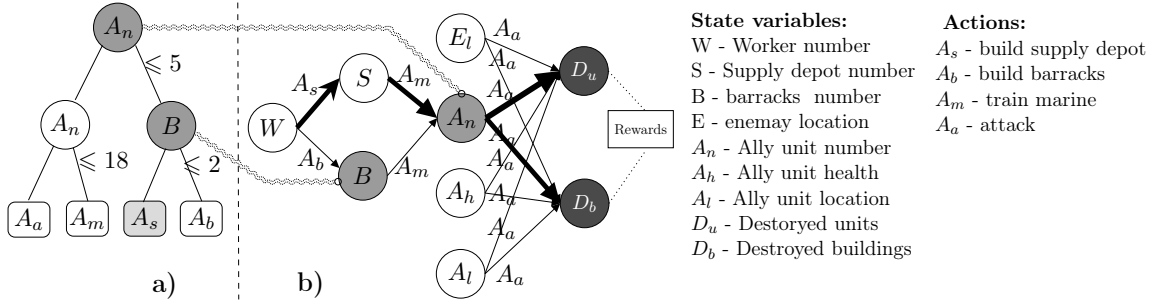 A_n
⩽ 5
A_n
B
⩽ 18
⩽ 2
A_a
A_m
A_s
A_b
a)
W
A_s
S
A_m
A_b
B
A_m
A_n
E_l
A_a
A_a
A_a
A_a
A_a
A_h
A_a
A_a
A_l
A_a
D_u
D_b
Rewards
b)
State variables:
W - Worker number
S - Supply depot number
B - barracks number
E - enemay location
A_n - Ally unit number
A_h - Ally unit health
A_l - Ally unit location
D_u - Destoryed units
D_b - Destroyed buildings
Actions:
A_s - build supply depot
A_b - build barracks
A_m - train marine
A_a - attack